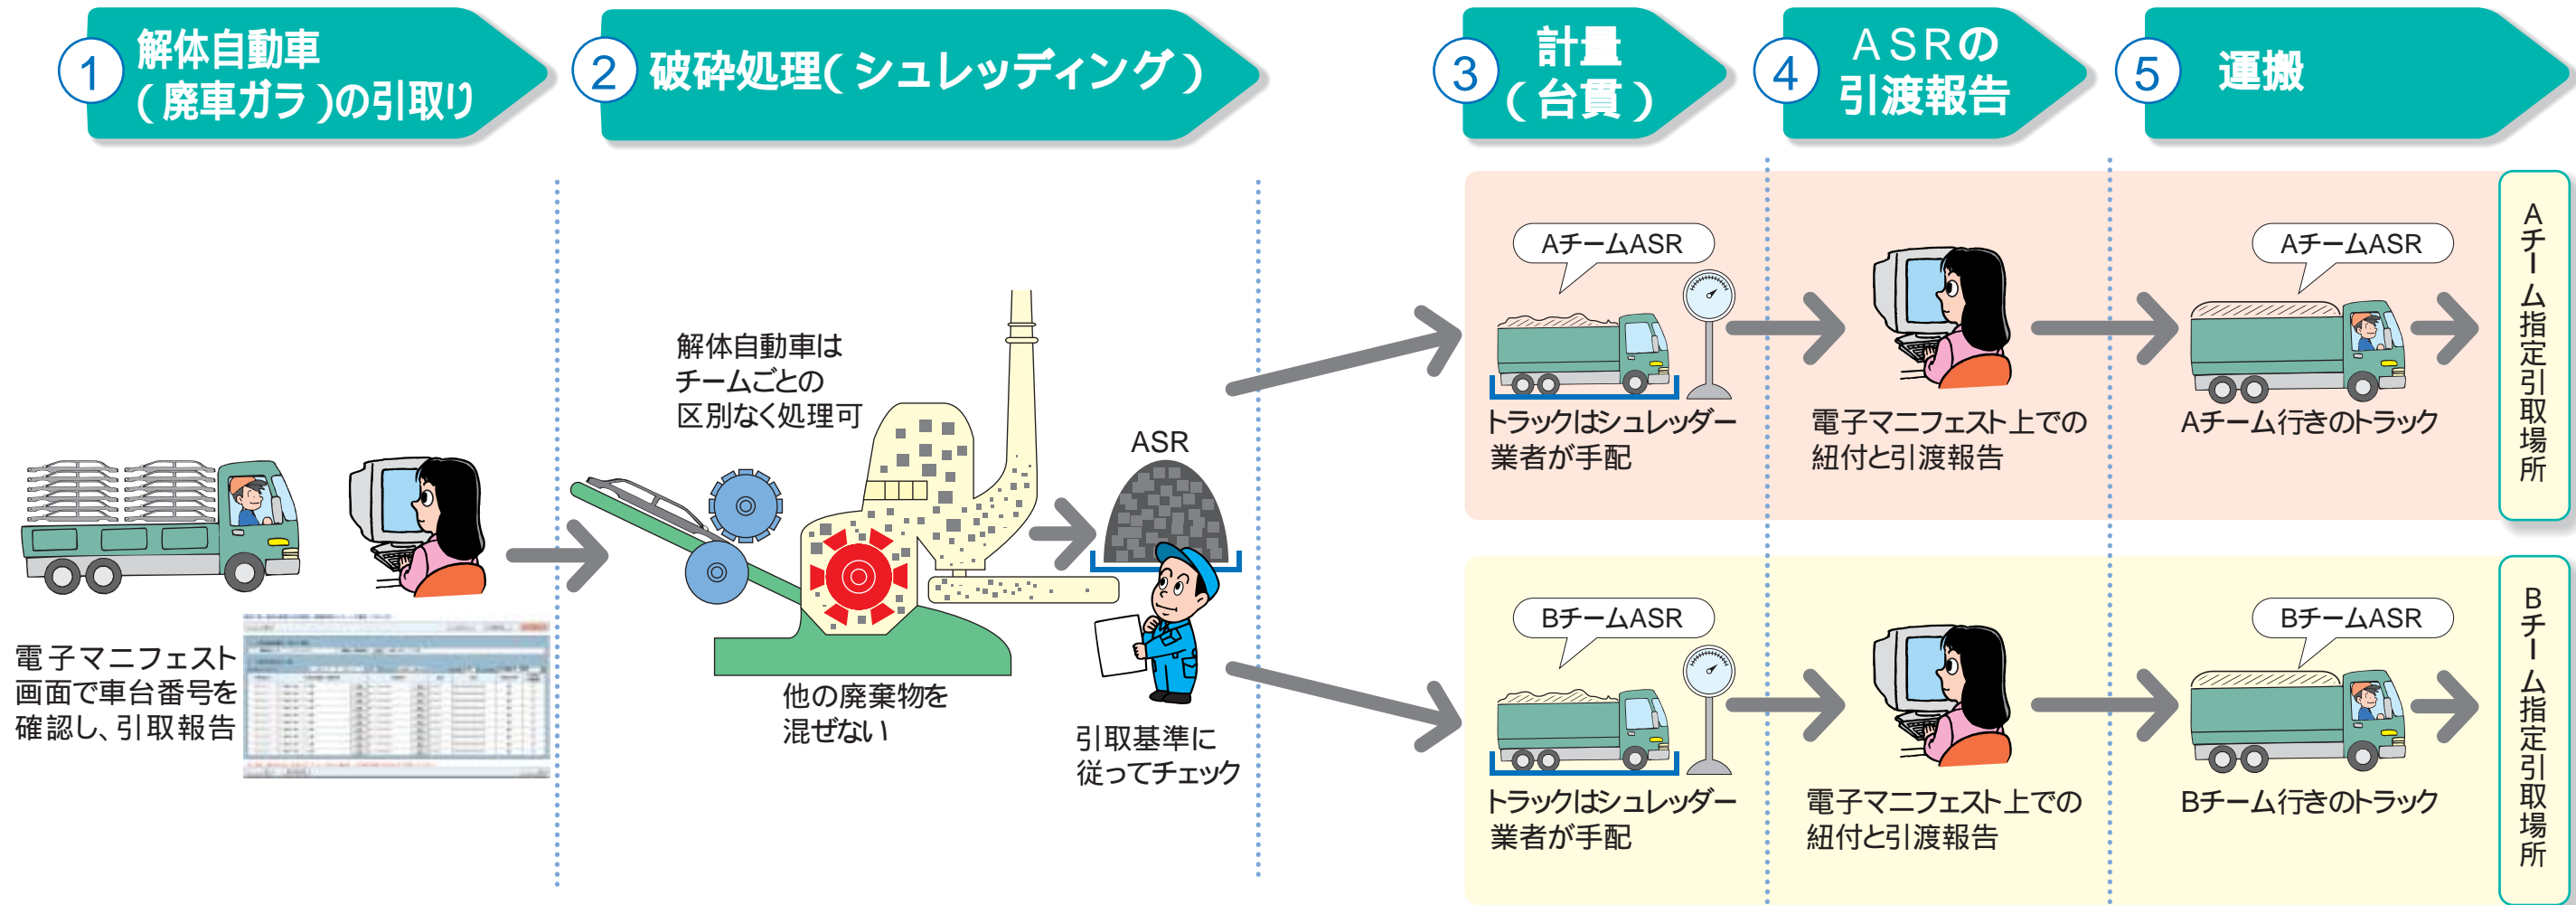 1
解体自動車
(廃車ガラ)の引取り
2
破砕処理(シュレッディング)
3
計量
(台貫)
4
ASRの
引渡報告
5
運搬
電子マニフェスト
画面で車台番号を
確認し、引取報告
解体自動車は
チームごとの
区別なく処理可
他の廃棄物を
混ぜない
ASR
引取基準に
従ってチェック
AチームASR
トラックはシュレッダー
業者が手配
電子マニフェスト上での
紐付と引渡報告
AチームASR
Aチーム行きのトラック
Aチーム指定引取場所
BチームASR
トラックはシュレッダー
業者が手配
電子マニフェスト上での
紐付と引渡報告
BチームASR
Bチーム行きのトラック
Bチーム指定引取場所